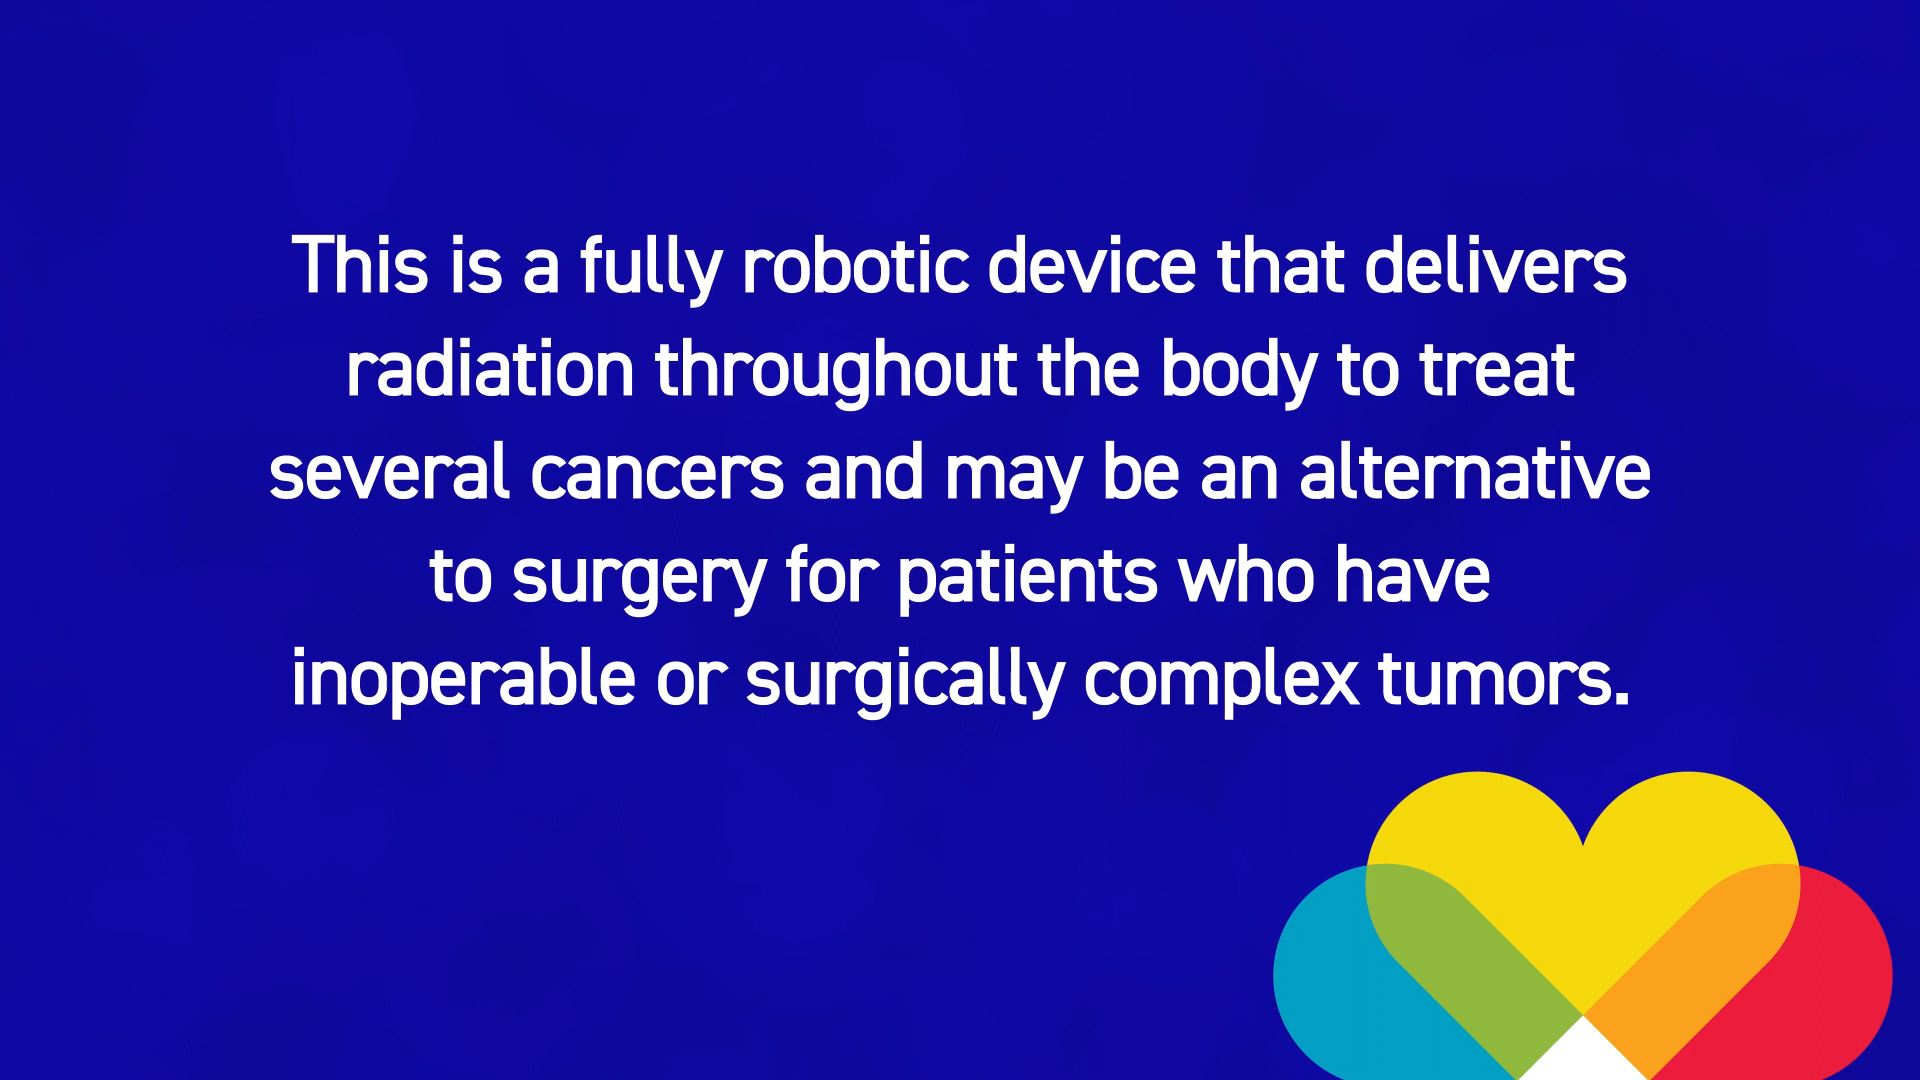 This is a fully robotic device that delivers
radiation throughout the body to treat
several cancers and may be an alternative
to surgery for patients who have
inoperable or surgically complex tumors.